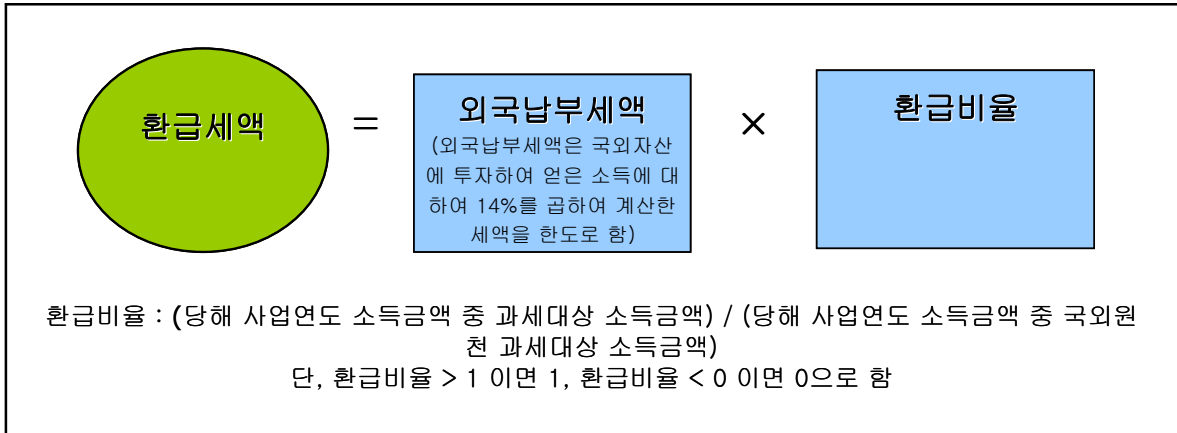 환급세액
=
외국납부세액
(외국납부세액은 국외자산
에 투자하여 얻은 소득에 대
하여 14%를 곱하여 계산한
세액을 한도로 함)
×
환급비율
환급비율 : (당해 사업연도 소득금액 중 과세대상 소득금액) / (당해 사업연도 소득금액 중 국외원
천 과세대상 소득금액)
단, 환급비율 > 1 이면 1, 환급비율 < 0 이면 0으로 함